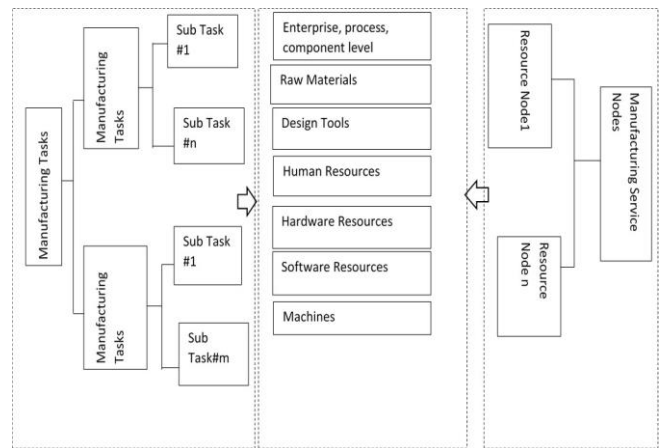 Manufacturing Tasks
Manufacturing
Tasks
Sub Task
#1
Sub Task
#n
Manufacturing
Tasks
Sub Task
#1
Sub
Task#m
Enterprise, process,
component level
Raw Materials
Design Tools
Human Resources
Hardware Resources
Software Resources
Machines
Resource
Node1
Resource
Node n
Manufacturing Service
Nodes